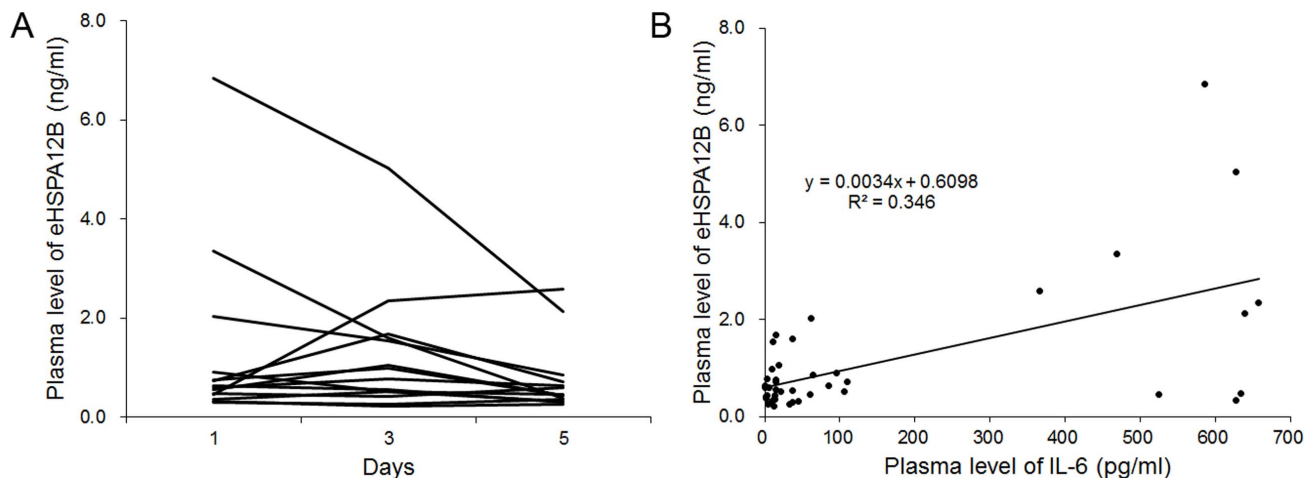 A
Plasma level of eHSPA12B (ng/ml)
8.0
6.0
4.0
2.0
0.0
1
3
5
Days
B
Plasma level of eHSPA12B (ng/ml)
8.0
6.0
4.0
2.0
0.0
y = 0.0034x + 0.6098
R² = 0.346
0
100
200
300
400
500
600
700
Plasma level of IL-6 (pg/ml)